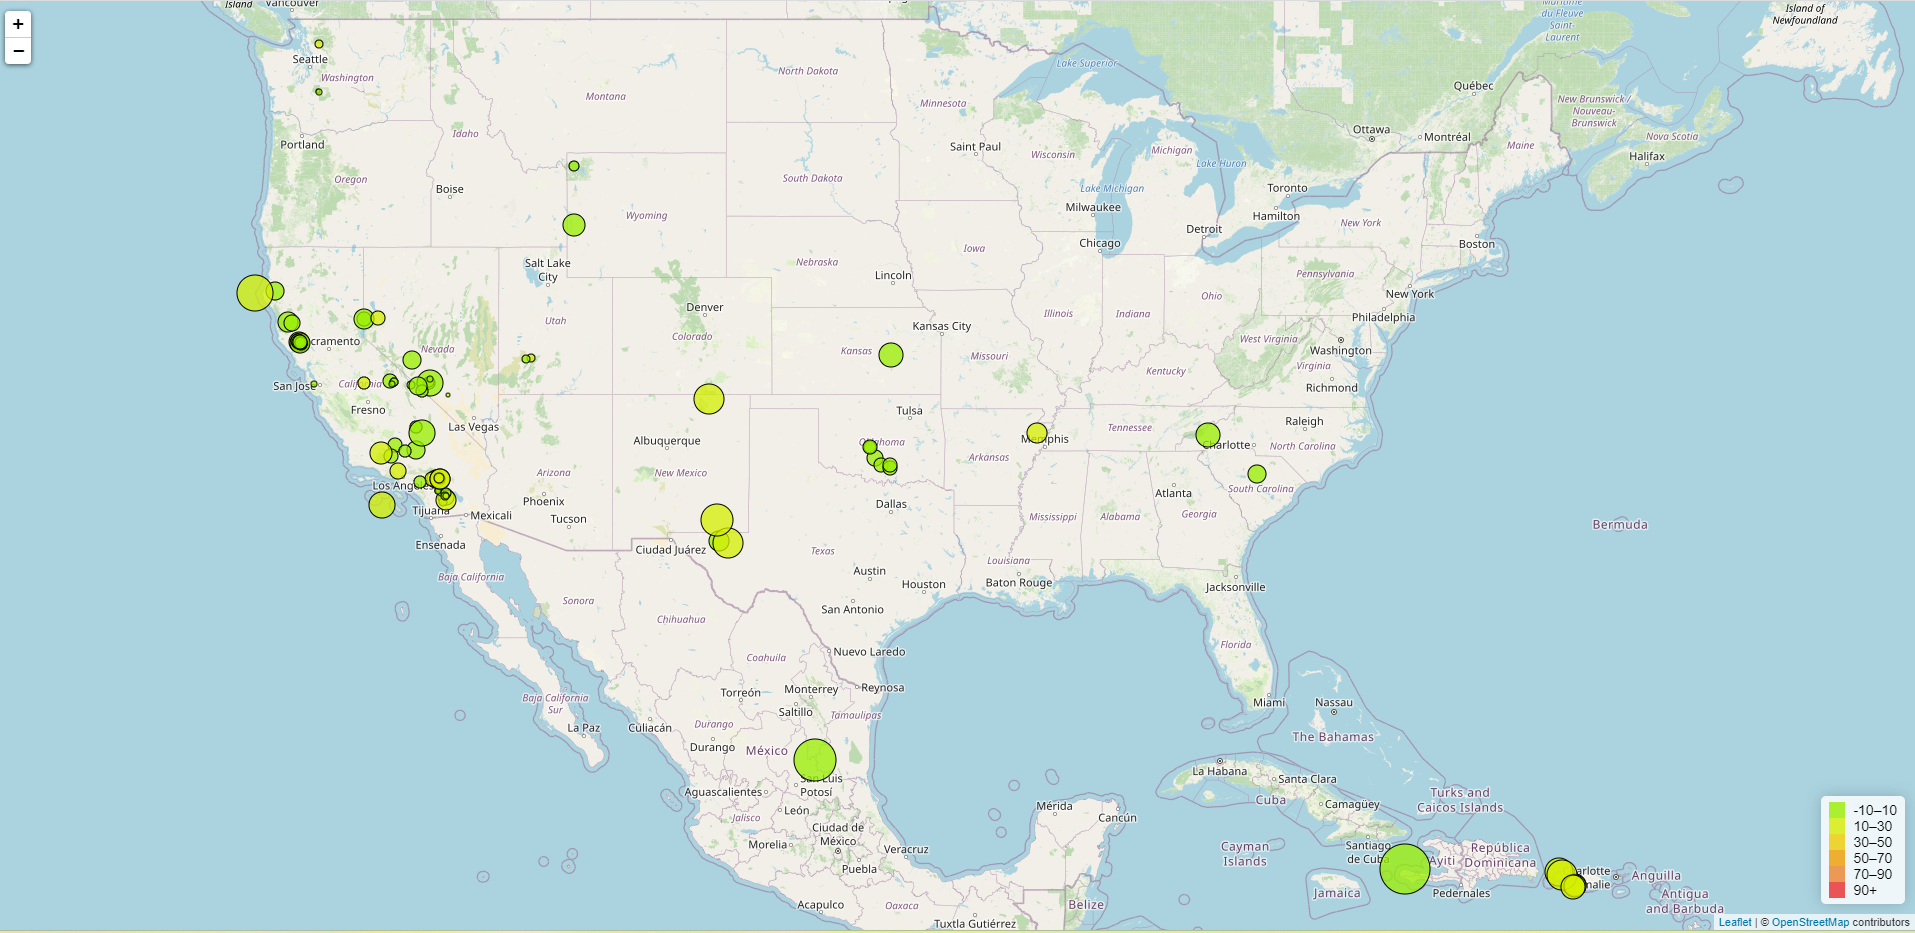 +
−
Island
Vancouver
Island of
Newfoundland
Maritime
du Fleuve
Saint-
Laurent
Seattle
Washington
North Dakota
Lake Superior
Montana
Minnesota
Québec
New Brunswick /
Nouveau-
Brunswick
Ottawa
Montréal
Nova Scotia
Portland
Idaho
Saint Paul
Wisconsin
Michigan
Lake Huron
Maine
Halifax
Oregon
Boise
South Dakota
Lake Michigan
Toronto
Wyoming
Milwaukee
Hamilton
New York
Chicago
Detroit
Iowa
Boston
Salt Lake
City
Nebraska
Lincoln
Pennsylvania
Ohio
New York
Denver
Illinois
Indiana
Philadelphia
Utah
Kansas City
cramento
Nevada
Colorado
Kansas
Missouri
West Virginia
Washington
Virginia
San José
California
Kentucky
Richmond
Fresno
Tulsa
Las Vegas
Raleigh
Tennessee
Albuquerque
Oklahoma
Memphis
Charlotte
North Carolina
Arizona
New Mexico
Arkansas
Los Angeles
South Carolina
Atlanta
Phoenix
Dallas
Tijuana
Mexicali
Tucson
Mississippi
Alabama
Georgia
Bermuda
Ensenada
Ciudad Juárez
Texas
Louisiana
Baja California
Austin
Houston
Baton Rouge
Jacksonville
Sonora
San Antonio
Chihuahua
Florida
Coahuila
Nuevo Laredo
Torreón
Monterrey
Reynosa
Baja California
Sur
Saltillo
Tamaulipas
Miami
Nassau
La Paz
Culiacán
Durango
The Bahamas
Durango
México
La Habana
San Luis
Potosí
Santa Clara
Aguascalientes
Turks and
Caicos Islands
Cuba
Camagüey
León
Jalisco
Mérida
Cancún
Ciudad de
México
Morelia
Veracruz
Cayman
Islands
Santiago
de Cuba
República
Dominicana
Ayiti
Puebla
Jamaica
Pedernales
arlotte
malie
Anguilla
Antigua
and Barbuda
Acapulco
Oaxaca
Belize
Tuxtla Gutiérrez
-10–10
10–30
30–50
50–70
70–90
90+
Leaflet | © OpenStreetMap contributors